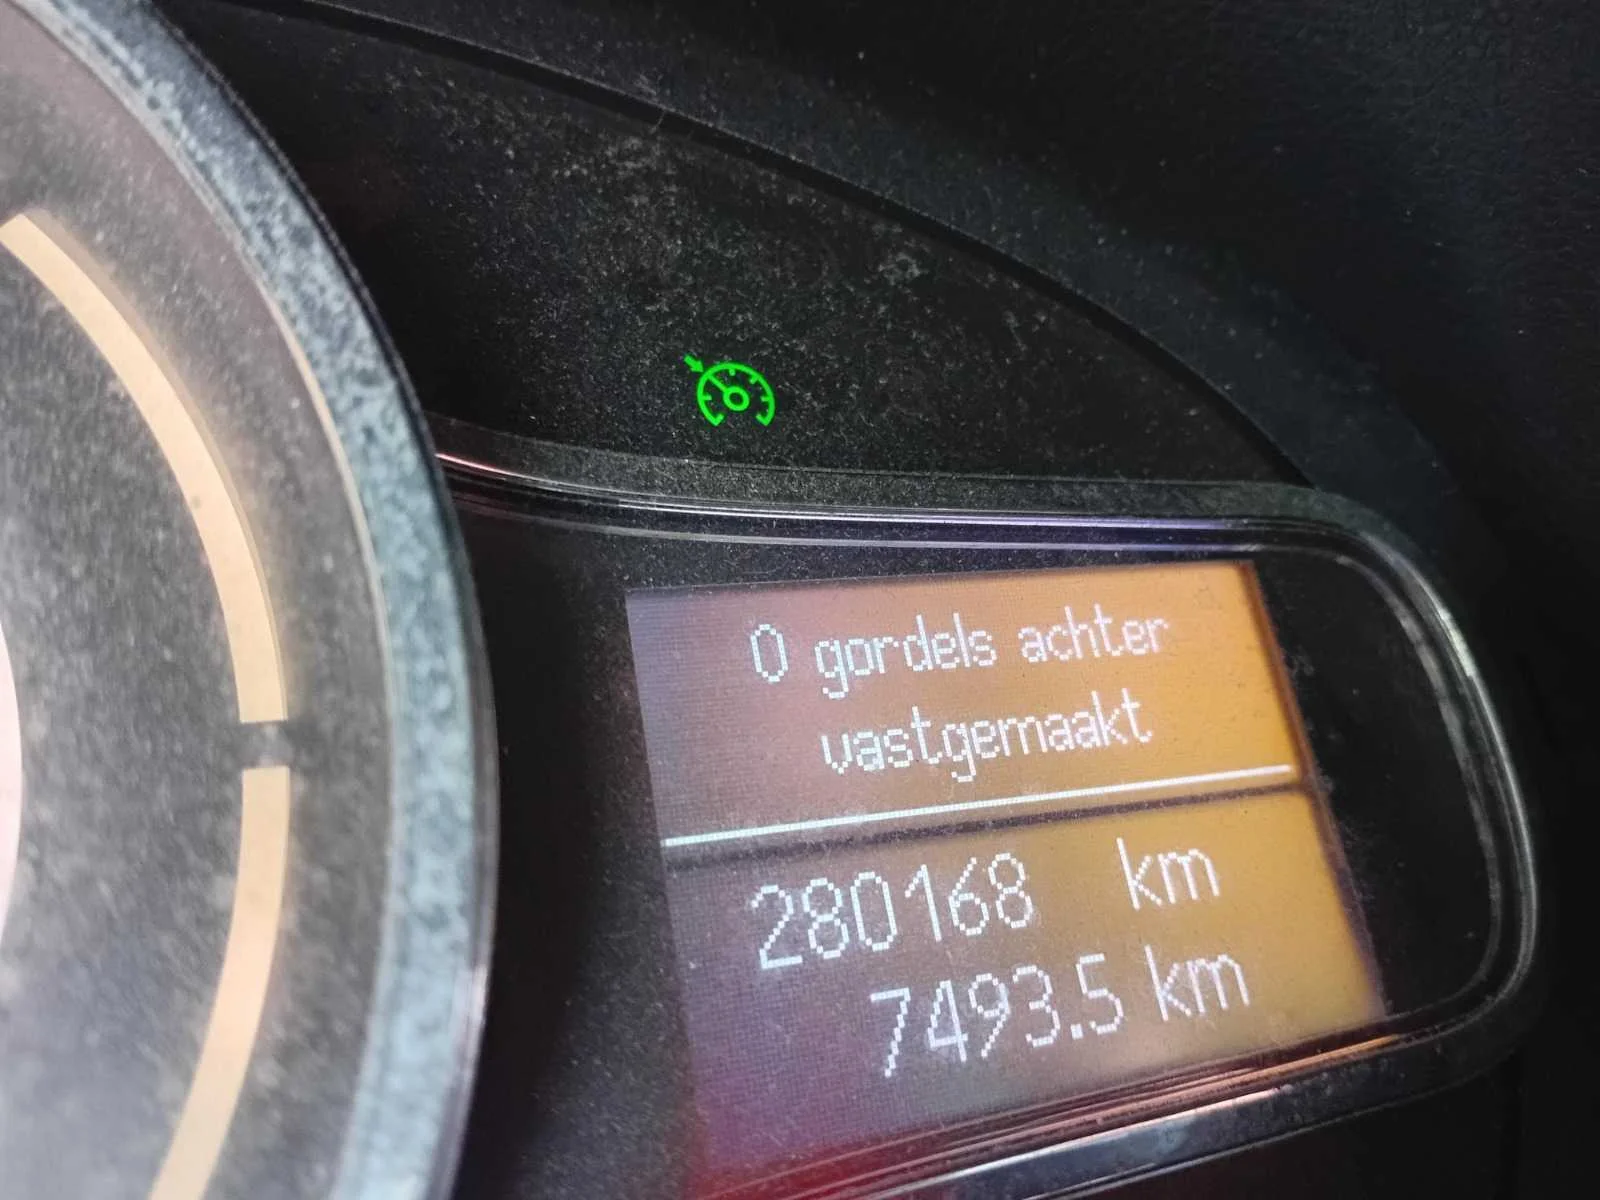 0 gordels achter
vastgemaakt
280168 km
7493.5 km